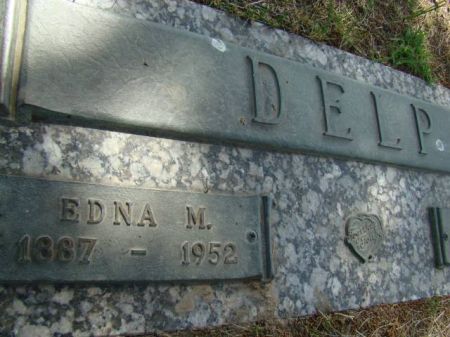 DELP
EDNA M.
1887 – 1952